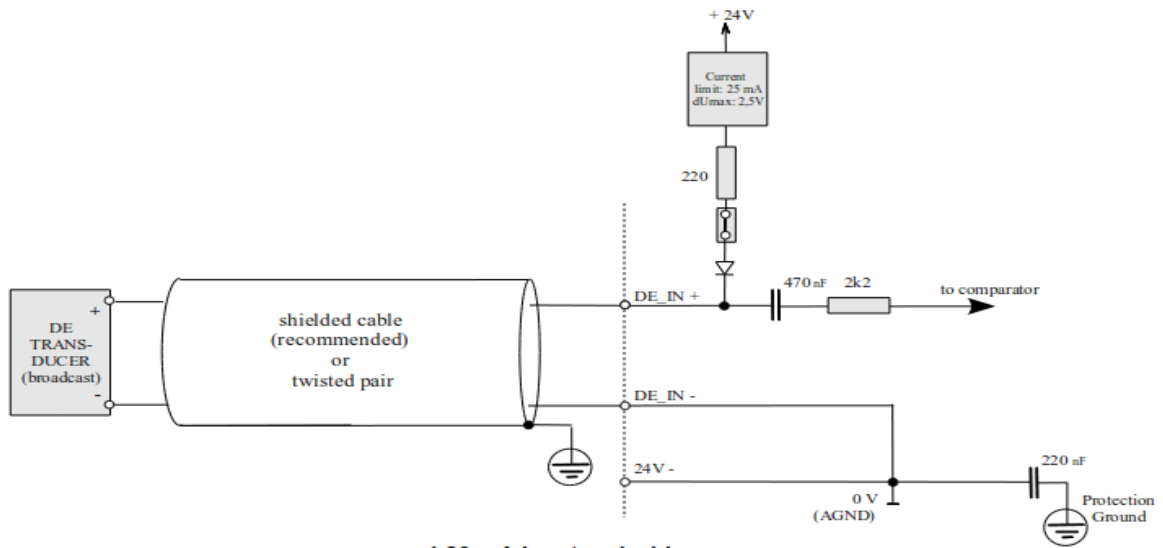 + 24V
Current
limit: 25 mA
dUmax: 2,5V
220
470 nF
2k2
to comparator
DE_IN +
+
DE
TRANS-
DUCER
(broadcast)
-
shielded cable
(recommended)
or
twisted pair
DE_IN -
24V -
0 V
(AGND)
220 nF
Protection
Ground